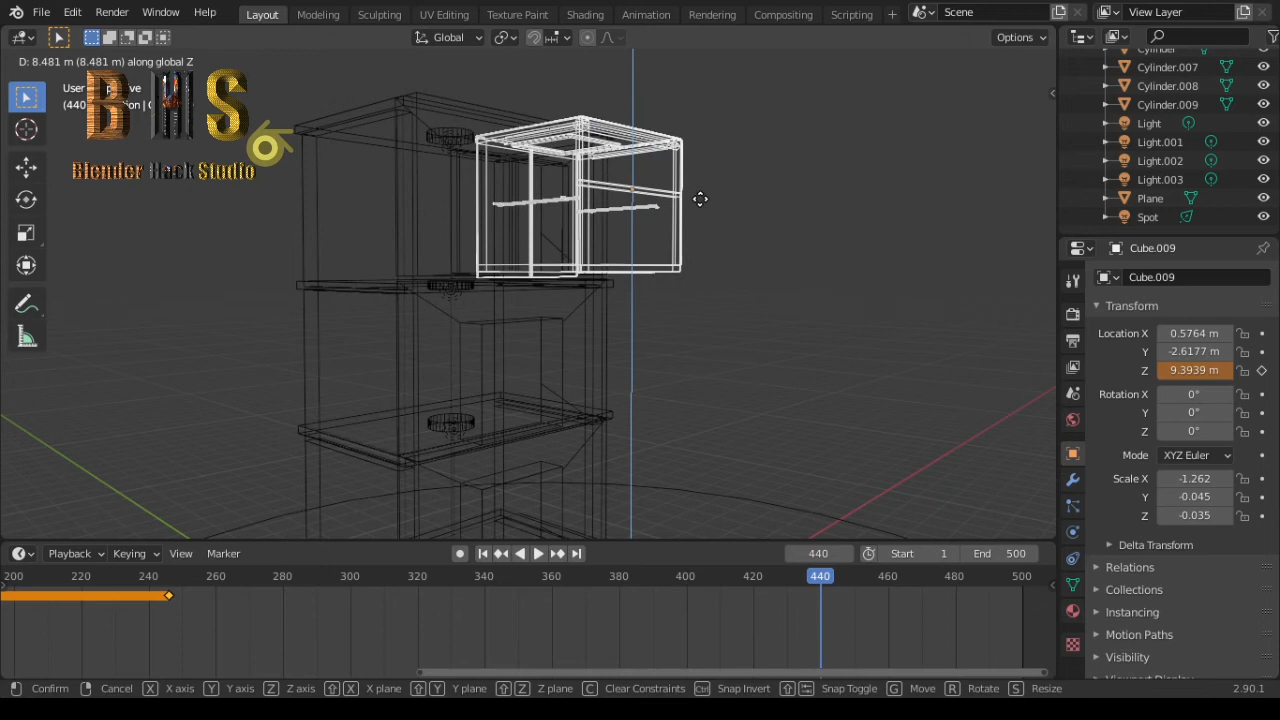 File Edit Render Window Help Layout Modeling Sculpting UV Editing Texture Paint Shading Animation Rendering Compositing Scripting + Scene View Layer
Global Options
D: 8.481 m (8.481 m) along global Z
User
(440)
B H S
Blender Hack Studio
Cylinder
Cylinder.007
Cylinder.008
Cylinder.009
Light
Light.001
Light.002
Light.003
Plane
Spot
Cube.009
Cube.009
Transform
Location X 0.5764 m
Y -2.6177 m
Z 9.3939 m
Rotation X 0°
Y 0°
Z 0°
Mode XYZ Euler
Scale X -1.262
Y -0.045
Z -0.035
Delta Transform
Relations
Collections
Instancing
Motion Paths
Visibility
Playback Keying View Marker 440 Start 1 End 500
200 220 240 260 280 300 320 340 360 380 400 420 440 460 480 500
Confirm Cancel X X axis Y Y axis Z Z axis X X plane Y Y plane Z Z plane C Clear Constraints Ctrl Snap Invert Snap Toggle G Move R Rotate S Resize 2.90.1